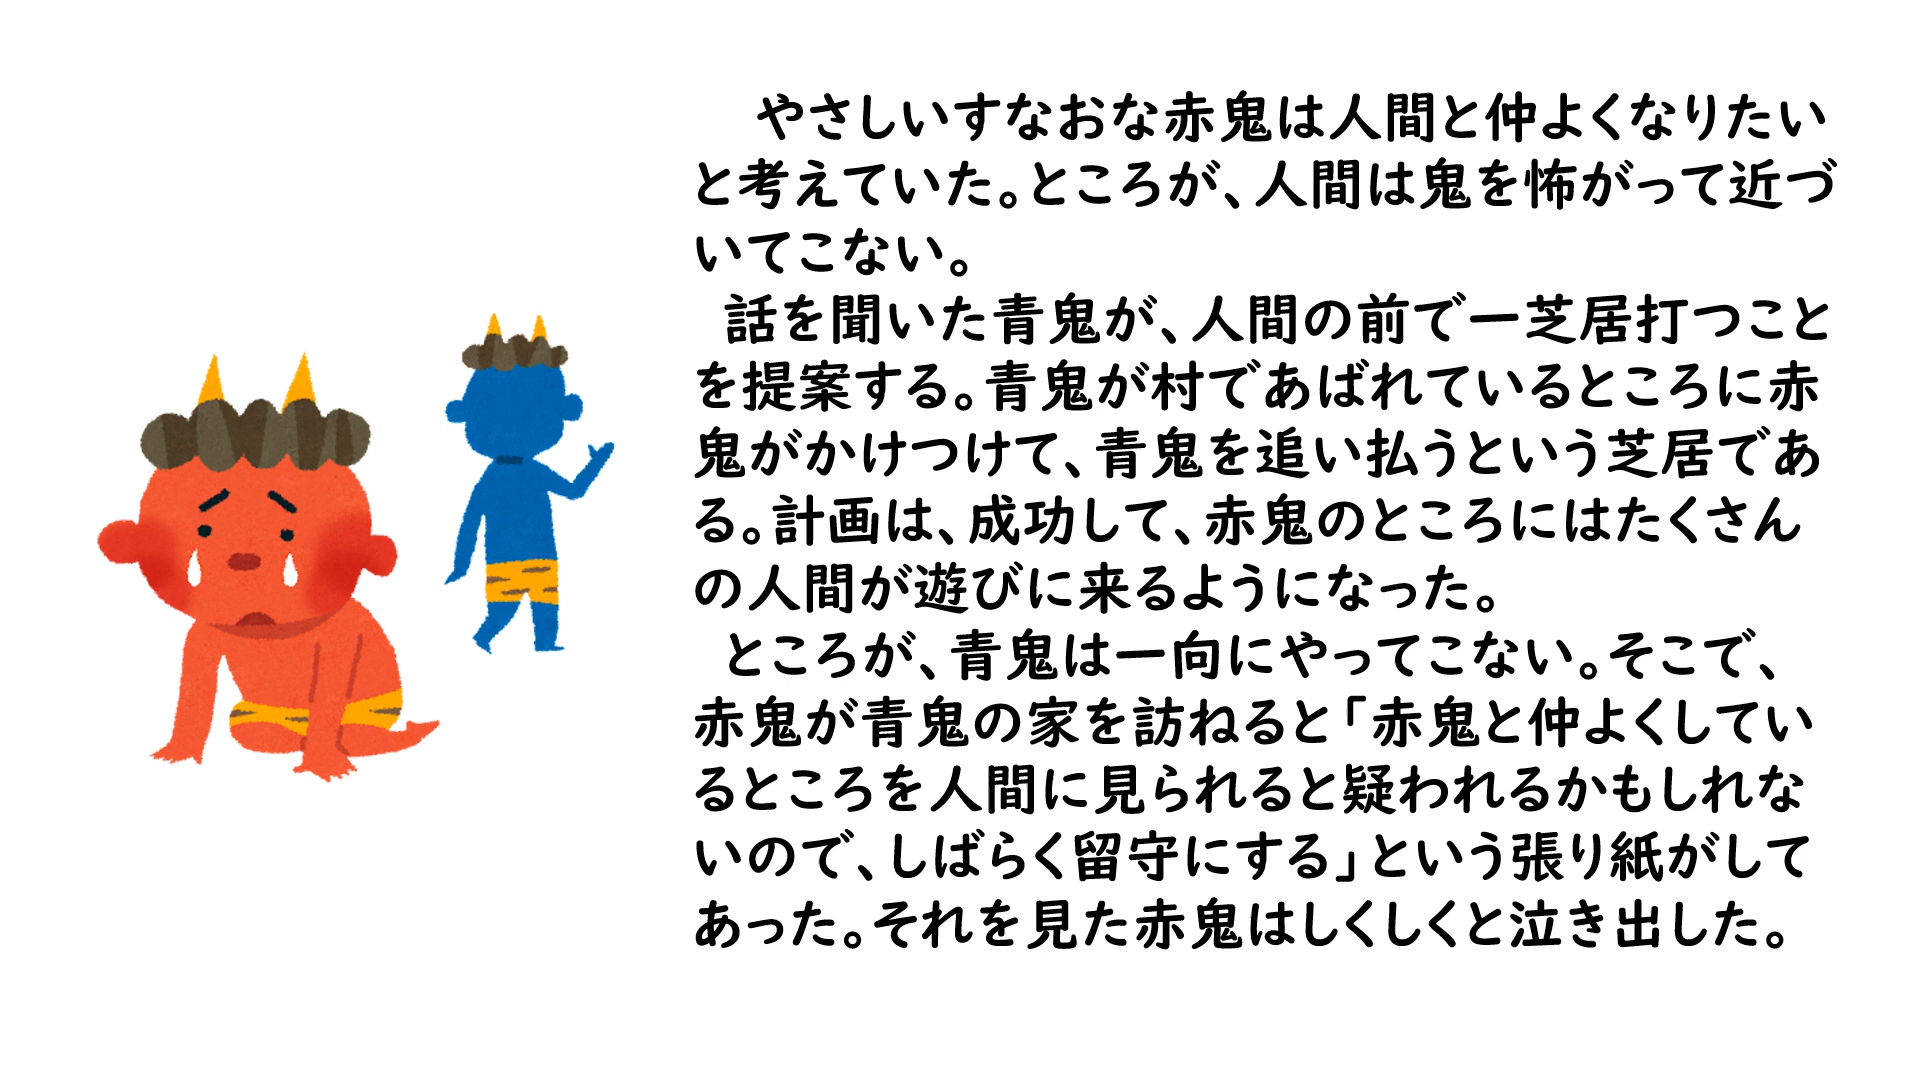 やさしいすなおな赤鬼は人間と仲よくなりたい
と考えていた。ところが、人間は鬼を怖がって近づ
いてこない。
話を聞いた青鬼が、人間の前で一芝居打つこと
を提案する。青鬼が村であばれているところに赤
鬼がかけつけて、青鬼を追い払うという芝居であ
る。計画は、成功して、赤鬼のところにはたくさん
の人間が遊びに来るようになった。
ところが、青鬼は一向にやってこない。そこで、
赤鬼が青鬼の家を訪ねると「赤鬼と仲よくしてい
るところを人間に見られると疑われるかもしれな
いので、しばらく留守にする」という張り紙がして
あった。それを見た赤鬼はしくしくと泣き出した。